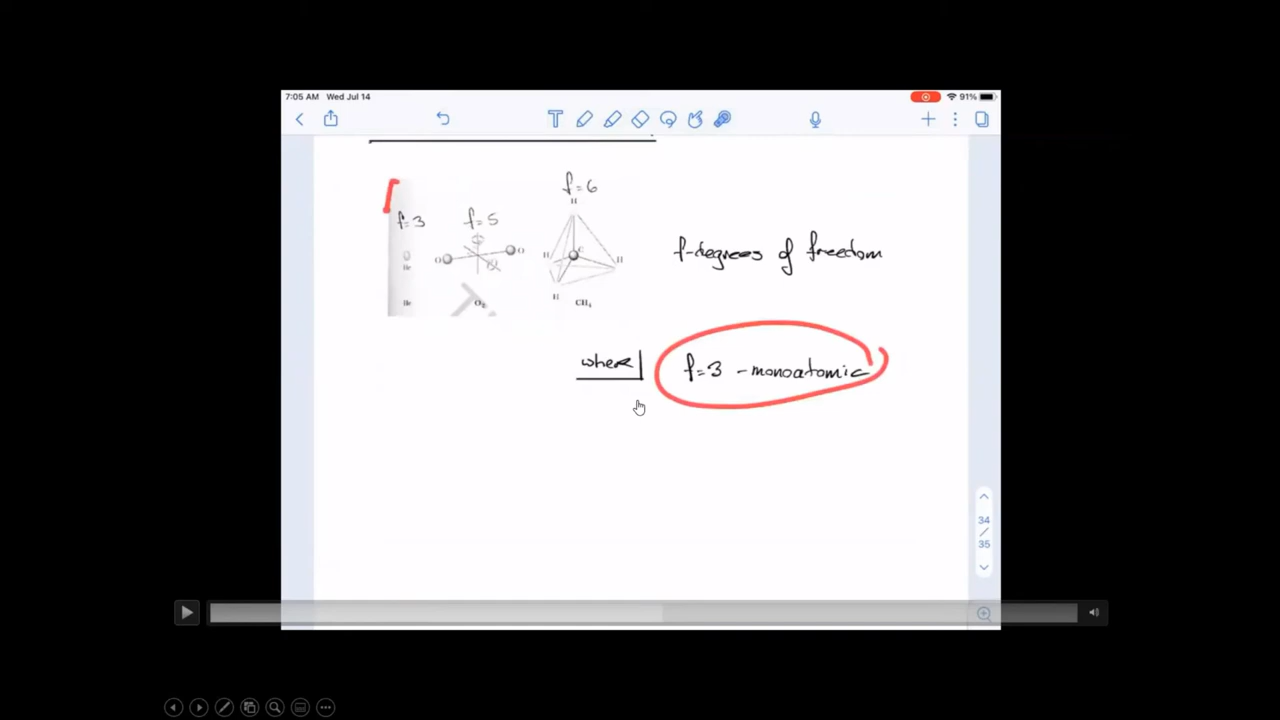 7:05 AM Wed Jul 14
91%
f=6
f=3 f=5
H
O O
C
H H
He
H
He O₂ CH₄
f-degrees of freedom
where f=3 - monoatomic
34
/
35